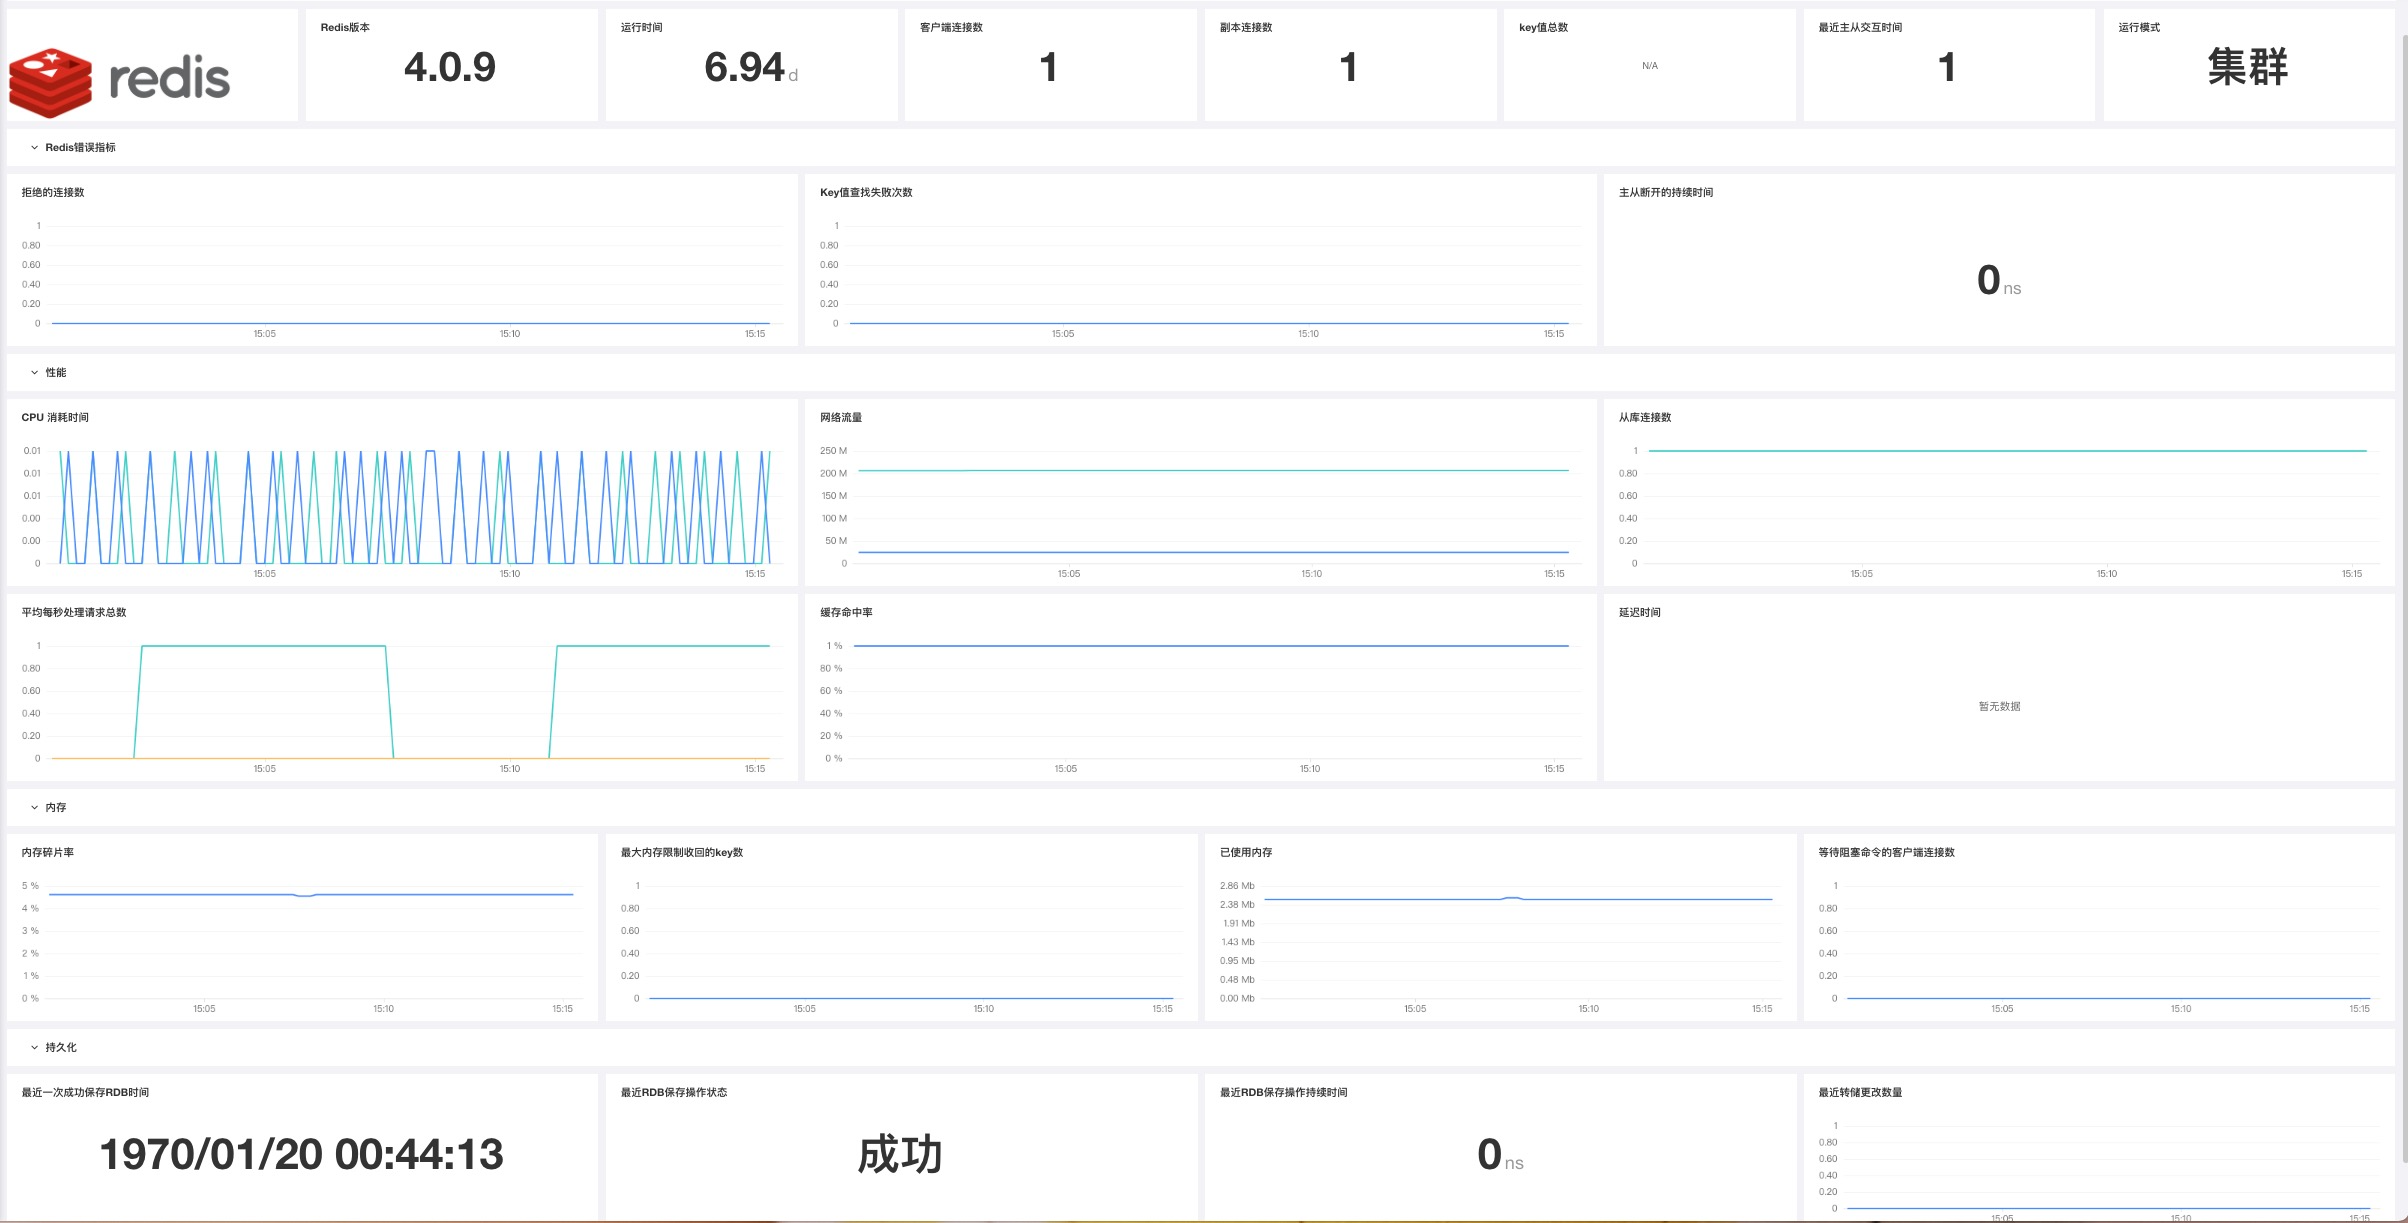 redis
Redis版本
4.0.9
运行时间
6.94 d
客户端连接数
1
副本连接数
1
key值总数
N/A
最近主从交互时间
1
运行模式
集群
Redis错误指标
拒绝的连接数
1
0.80
0.60
0.40
0.20
0
15:05 15:10 15:15
Key值查找失败次数
1
0.80
0.60
0.40
0.20
0
15:05 15:10 15:15
主从断开的持续时间
0 ns
性能
CPU 消耗时间
0.01
0.01
0.01
0.00
0.00
0
15:05 15:10 15:15
网络流量
250 M
200 M
150 M
100 M
50 M
0
15:05 15:10 15:15
从库连接数
1
0.80
0.60
0.40
0.20
0
15:05 15:10 15:15
平均每秒处理请求总数
1
0.80
0.60
0.40
0.20
0
15:05 15:10 15:15
缓存命中率
1 %
80 %
60 %
40 %
20 %
0 %
15:05 15:10 15:15
延迟时间
暂无数据
内存
内存碎片率
5 %
4 %
3 %
2 %
1 %
0 %
15:05 15:10 15:15
最大内存限制收回的key数
1
0.80
0.60
0.40
0.20
0
15:05 15:10 15:15
已使用内存
2.86 Mb
2.38 Mb
1.91 Mb
1.43 Mb
0.95 Mb
0.48 Mb
0.00 Mb
15:05 15:10 15:15
等待阻塞命令的客户端连接数
1
0.80
0.60
0.40
0.20
0
15:05 15:10 15:15
持久化
最近一次成功保存RDB时间
1970/01/20 00:44:13
最近RDB保存操作状态
成功
最近RDB保存操作持续时间
0 ns
最近转储更改数量
1
0.80
0.60
0.40
0.20
0
15:05 15:10 15:15